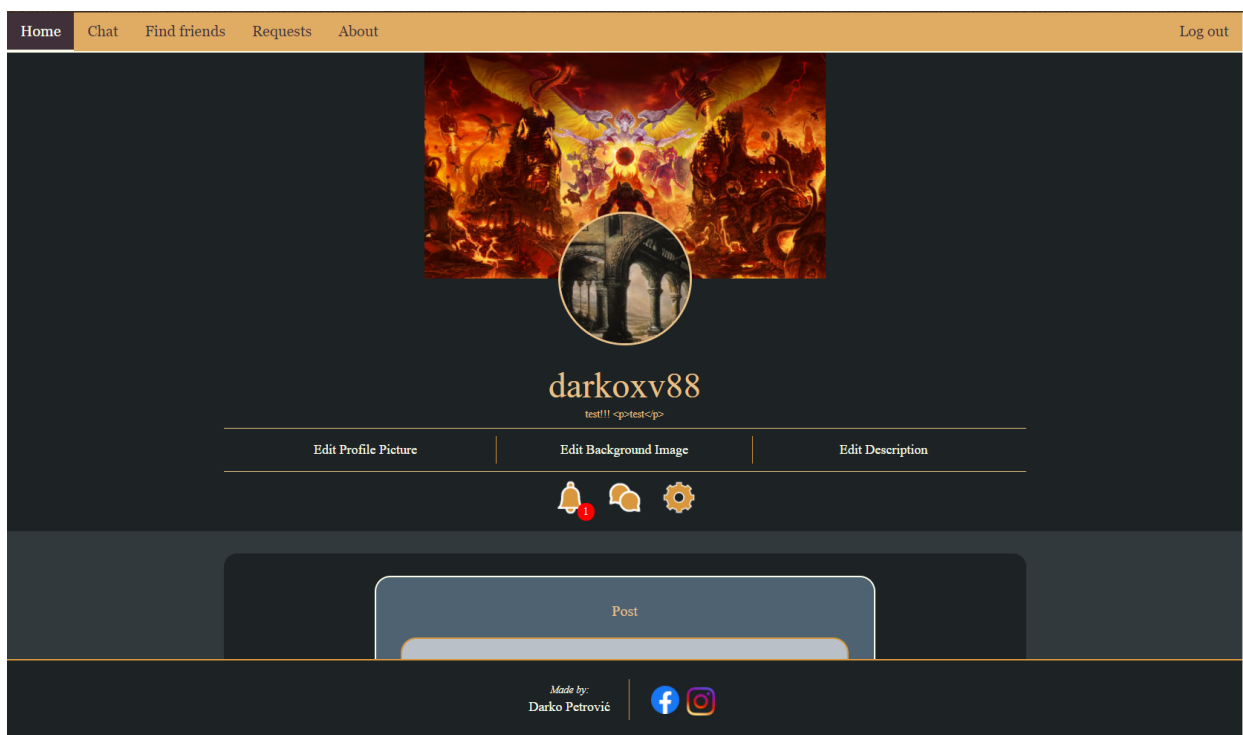 Home Chat Find friends Requests About Log out
darkoxv88
test!!! <p>test</p>
Edit Profile Picture Edit Background Image Edit Description
1
Post
Made by:
Darko Petrović